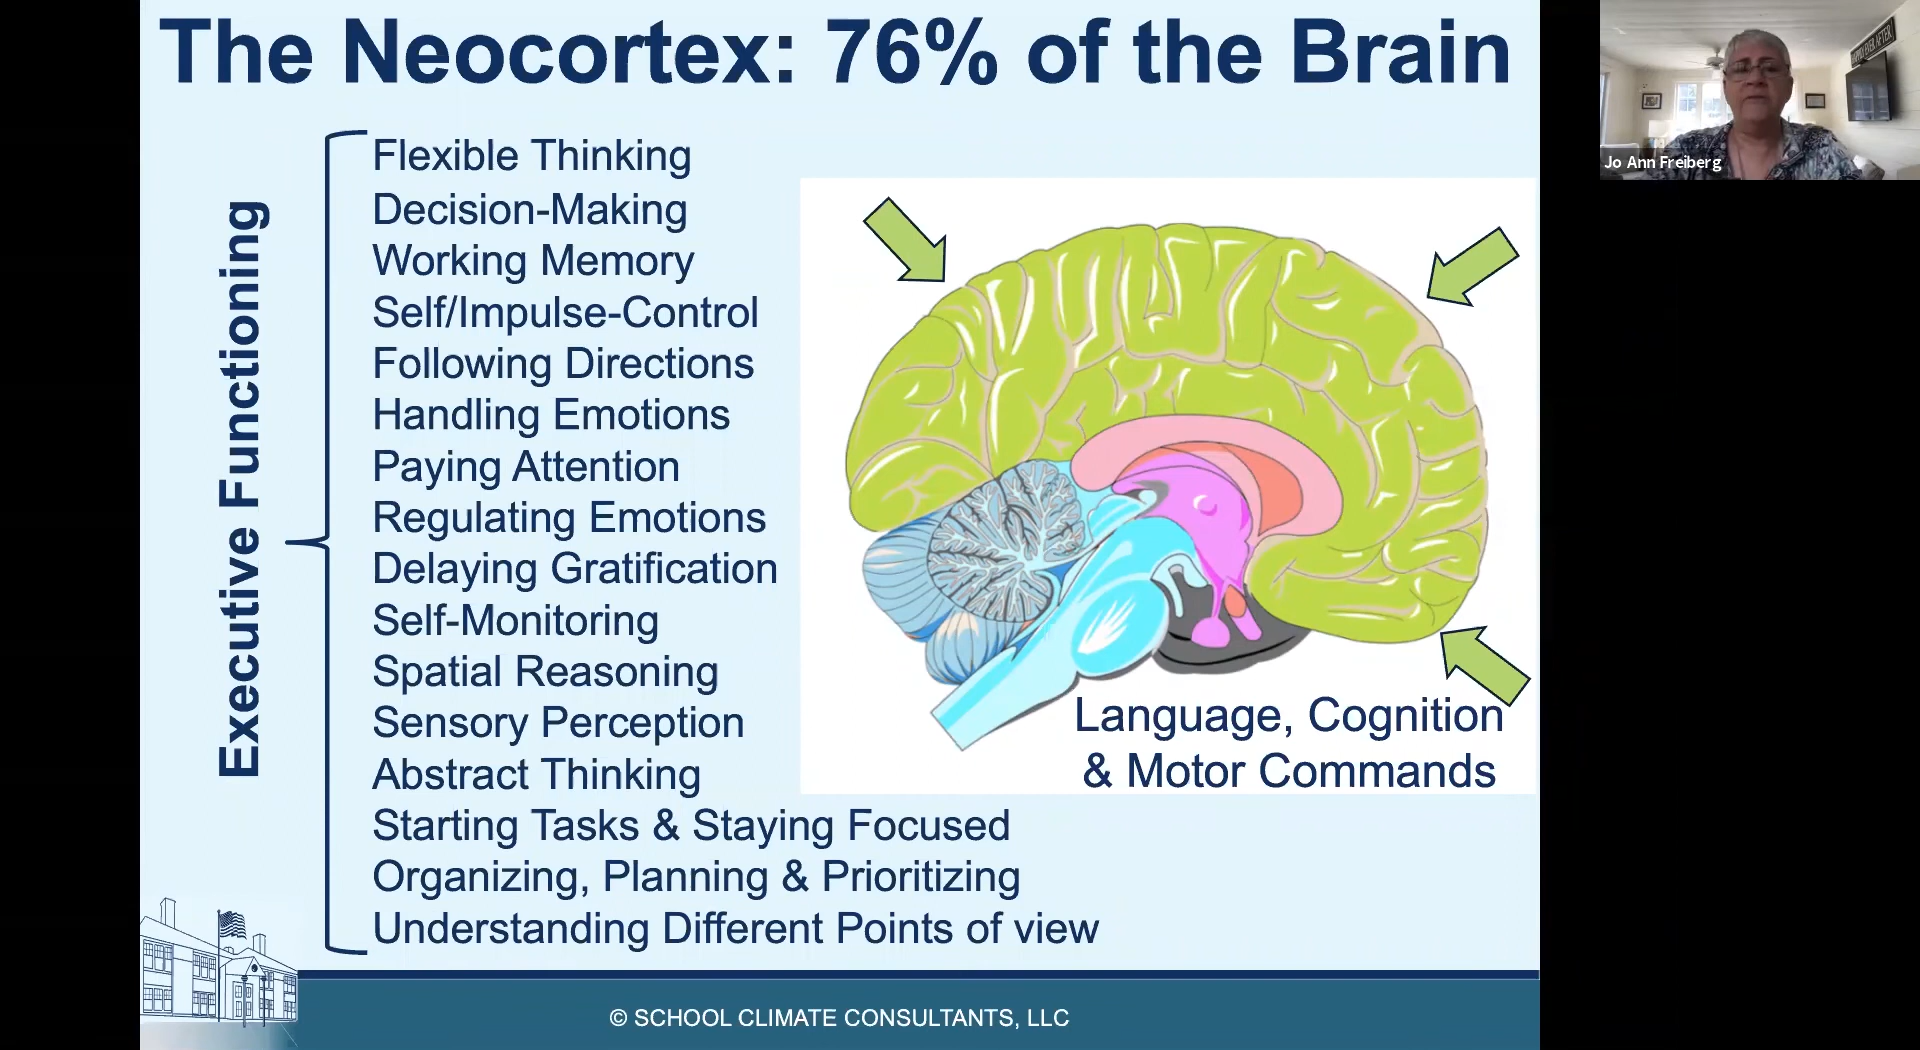 The Neocortex: 76% of the Brain
Executive Functioning
Flexible Thinking
Decision-Making
Working Memory
Self/Impulse-Control
Following Directions
Handling Emotions
Paying Attention
Regulating Emotions
Delaying Gratification
Self-Monitoring
Spatial Reasoning
Sensory Perception
Abstract Thinking
Starting Tasks & Staying Focused
Organizing, Planning & Prioritizing
Understanding Different Points of view
Language, Cognition
& Motor Commands
© SCHOOL CLIMATE CONSULTANTS, LLC
HAPPILY EVER AFTER
Jo Ann Freiberg